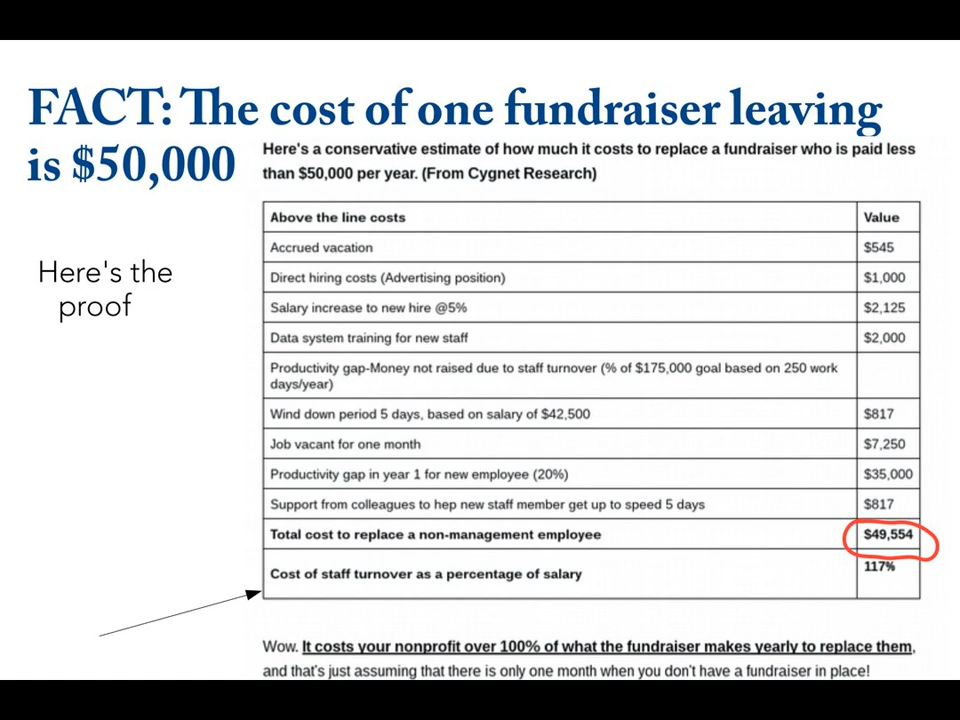 FACT: The cost of one fundraiser leaving
is $50,000
Here's the
proof
Here's a conservative estimate of how much it costs to replace a fundraiser who is paid less
than $50,000 per year. (From Cygnet Research)
Above the line costs Value
Accrued vacation $545
Direct hiring costs (Advertising position) $1,000
Salary increase to new hire @5% $2,125
Data system training for new staff $2,000
Productivity gap-Money not raised due to staff turnover (% of $175,000 goal based on 250 work
days/year)
Wind down period 5 days, based on salary of $42,500 $817
Job vacant for one month $7,250
Productivity gap in year 1 for new employee (20%) $35,000
Support from colleagues to hep new staff member get up to speed 5 days $817
Total cost to replace a non-management employee $49,554
Cost of staff turnover as a percentage of salary 117%
Wow. It costs your nonprofit over 100% of what the fundraiser makes yearly to replace them,
and that's just assuming that there is only one month when you don't have a fundraiser in place!